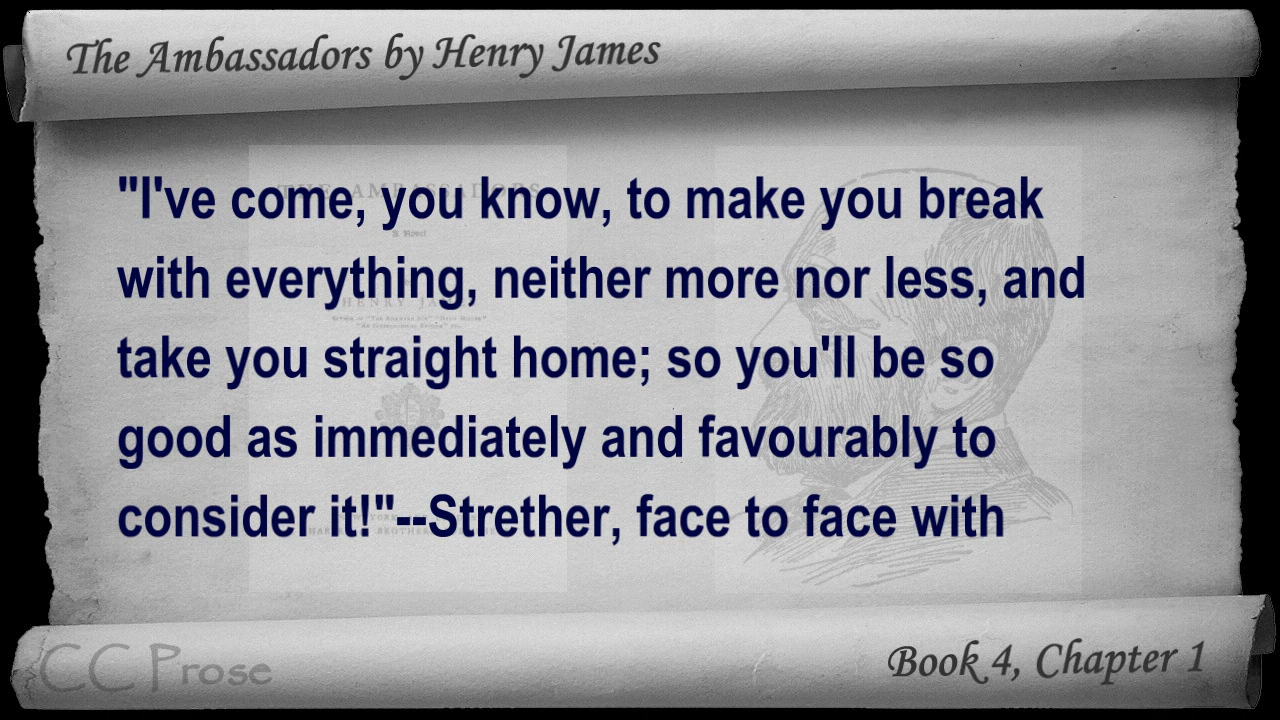 The Ambassadors by Henry James
"I've come, you know, to make you break
with everything, neither more nor less, and
take you straight home; so you'll be so
good as immediately and favourably to
consider it!"--Strether, face to face with
CC Prose
Book 4, Chapter 1